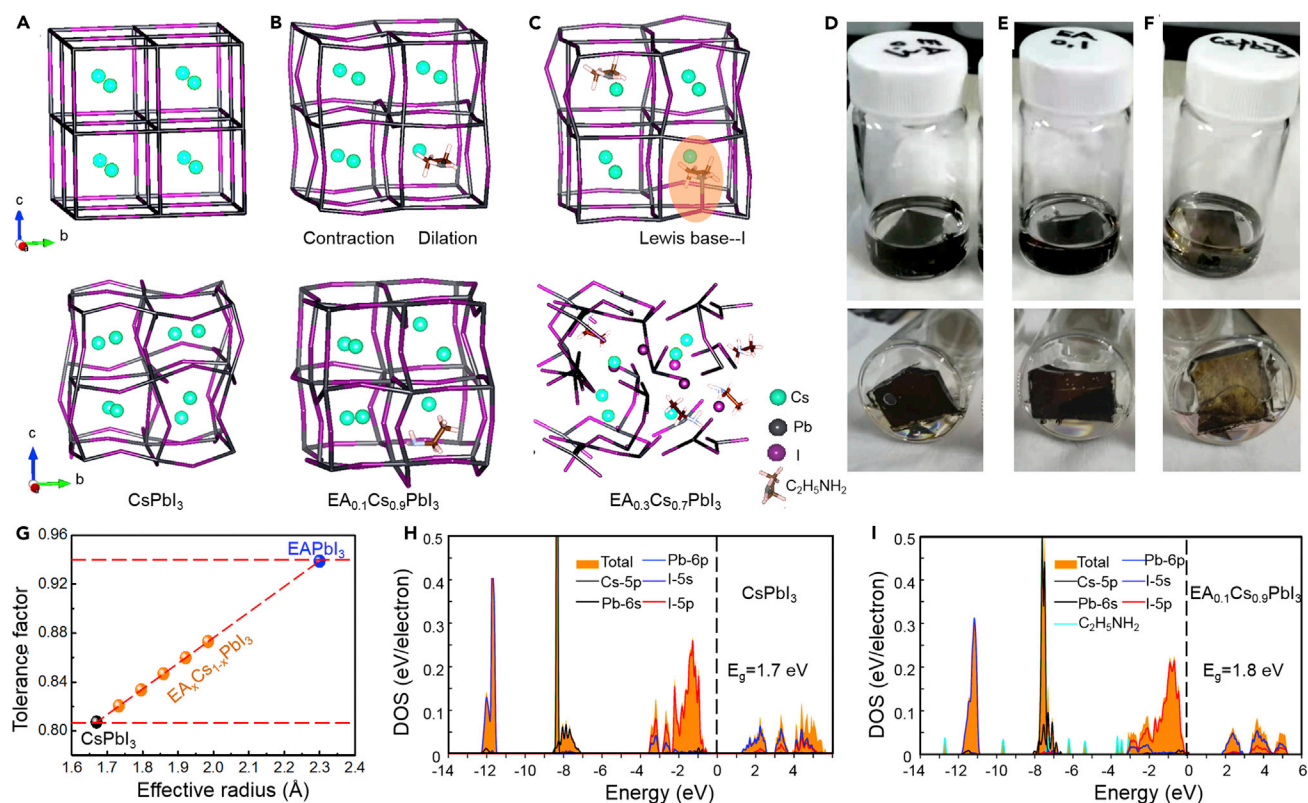 A
B
C
D
E
F
c
b
Contraction
Dilation
Lewis base--I
EA
0.1
CsPbI3
c
b
Cs
Pb
I
C₂H₅NH₂
CsPbI₃
EA₀.₁Cs₀.₉PbI₃
EA₀.₃Cs₀.₇PbI₃
G
Tolerance factor
0.96
0.92
0.88
0.84
0.80
EAPbI₃
EAₓCs₁₋ₓPbI₃
CsPbI₃
1.6 1.7 1.8 1.9 2.0 2.1 2.2 2.3 2.4
Effective radius (Å)
H
DOS (eV/electron)
0.5
0.4
0.3
0.2
0.1
0
Total
Pb-6p
Cs-5p
I-5s
Pb-6s
I-5p
CsPbI₃
E_g=1.7 eV
-14 -12 -10 -8 -6 -4 -2 0 2 4
Energy (eV)
I
DOS (eV/electron)
0.5
0.4
0.3
0.2
0.1
0
Total
Pb-6p
Cs-5p
I-5s
Pb-6s
I-5p
C₂H₅NH₂
EA₀.₁Cs₀.₉PbI₃
E_g=1.8 eV
-14 -12 -10 -8 -6 -4 -2 0 2 4 6
Energy (eV)